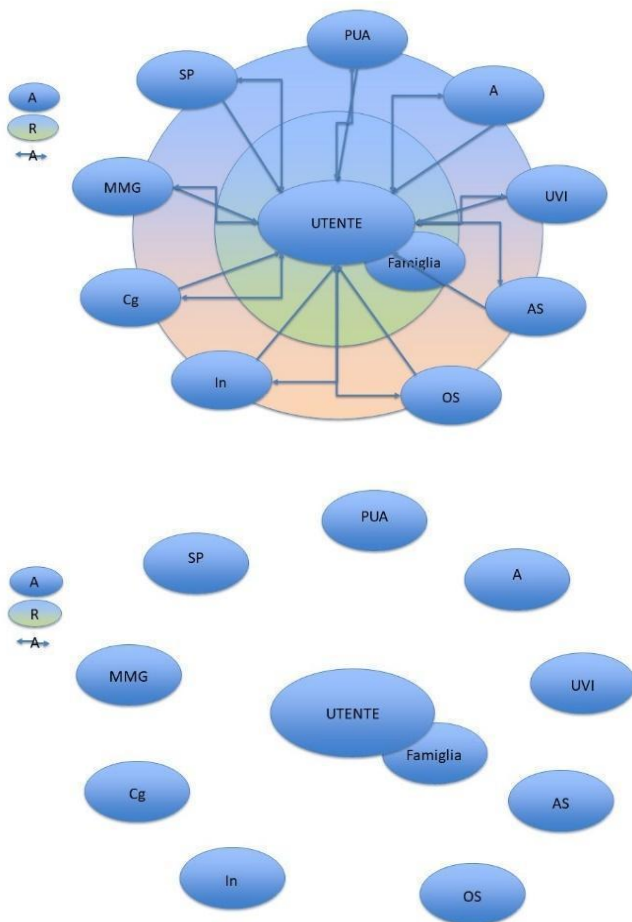 PUA
SP
A
A
R
A
MMG
UVI
UTENTE
Famiglia
Cg
AS
In
OS
PUA
SP
A
A
R
A
MMG
UVI
UTENTE
Famiglia
Cg
AS
In
OS